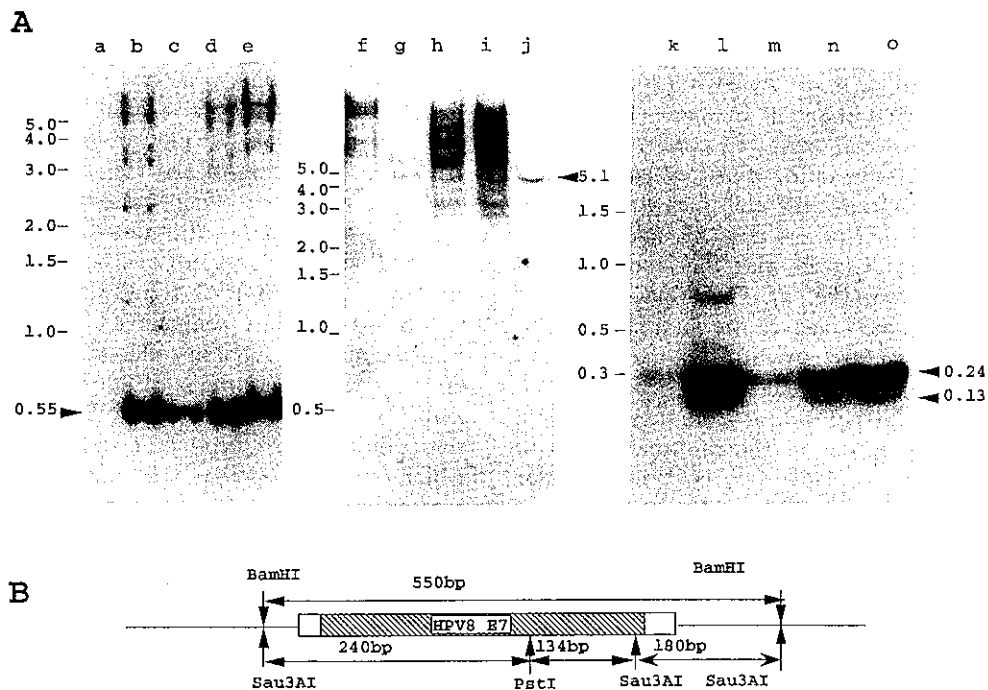 A
a b c d e
f g h i j
k l m n o
5.0
4.0
3.0
2.0
1.5
1.0
0.55
5.0
4.0
3.0
2.0
1.5
1.0
0.5
5.1
1.5
1.0
0.5
0.3
0.24
0.13
B
BamHI
550bp
BamHI
HPV8 E7
240bp
134bp
180bp
Sau3AI
PstI
Sau3AI
Sau3AI